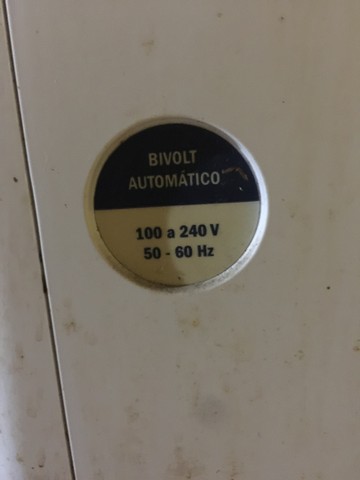 BIVOLT
AUTOMÁTICO
100 a 240 V
50 - 60 Hz